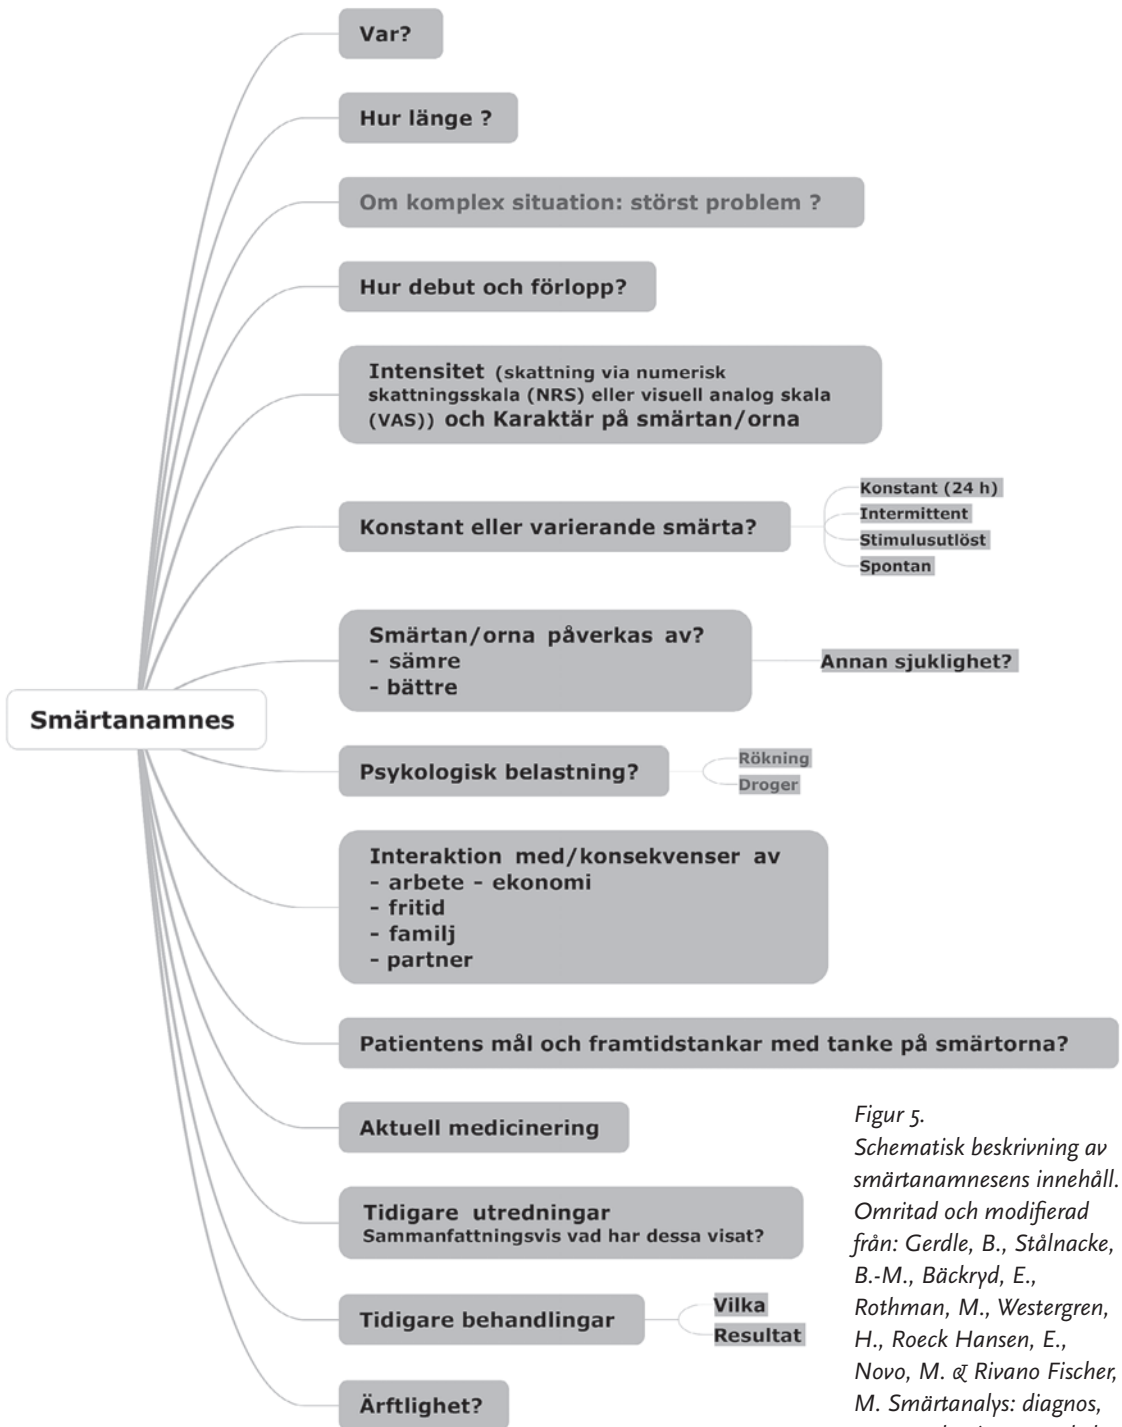 Var?
Hur länge ?
Om komplex situation: störst problem ?
Hur debut och förlopp?
Intensitet (skattning via numerisk
skattningsskala (NRS) eller visuell analog skala
(VAS)) och Karaktär på smärtan/orna
Konstant eller varierande smärta?
Konstant (24 h)
Intermittent
Stimulusutlöst
Spontan
Smärtan/orna påverkas av?
- sämre
- bättre
Annan sjuklighet?
Smärtanamnes
Psykologisk belastning?
Rökning
Droger
Interaktion med/konsekvenser av
- arbete - ekonomi
- fritid
- familj
- partner
Patientens mål och framtidstankar med tanke på smärtorna?
Aktuell medicinering
Tidigare utredningar
Sammanfattningsvis vad har dessa visat?
Tidigare behandlingar
Vilka
Resultat
Ärftlighet?
Figur 5.
Schematisk beskrivning av
smärtanamnesens innehåll.
Omritad och modifierad
från: Gerdle, B., Stålnacke,
B.-M., Bäckryd, E.,
Rothman, M., Westergren,
H., Roeck Hansen, E.,
Novo, M. & Rivano Fischer,
M. Smärtanalys: diagnos,